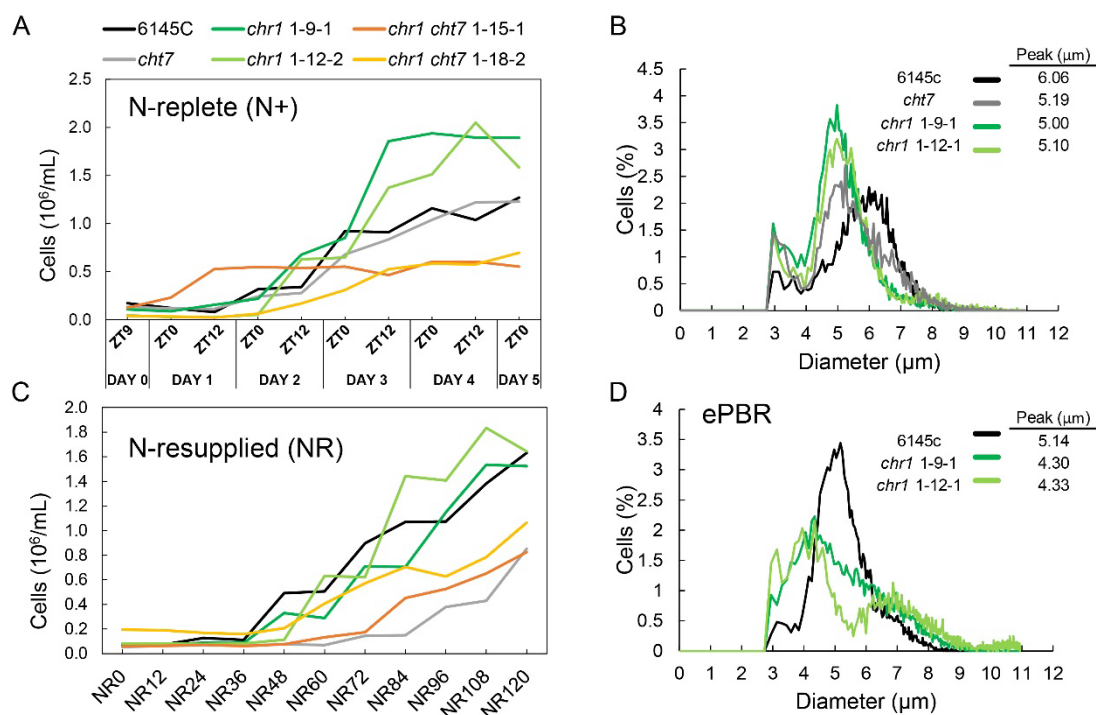 A
6145C chr1 1-9-1 chr1 cht7 1-15-1
cht7 chr1 1-12-2 chr1 cht7 1-18-2
N-replete (N+)
Cells (10⁶/mL)
2.5
2.0
1.5
1.0
0.5
0.0
ZT9 ZT0 ZT12 ZT0 ZT12 ZT0 ZT12 ZT0 ZT12 ZT0
DAY 0 DAY 1 DAY 2 DAY 3 DAY 4 DAY 5
B
Peak (μm)
6145c 6.06
cht7 5.19
chr1 1-9-1 5.00
chr1 1-12-1 5.10
Cells (%)
4.5
4
3.5
3
2.5
2
1.5
1
0.5
0
0 1 2 3 4 5 6 7 8 9 10 11 12
Diameter (μm)
C
N-resupplied (NR)
Cells (10⁶/mL)
2.0
1.8
1.6
1.4
1.2
1.0
0.8
0.6
0.4
0.2
0.0
NR0 NR12 NR24 NR36 NR48 NR60 NR72 NR84 NR96 NR108 NR120
D
ePBR
Peak (μm)
6145c 5.14
chr1 1-9-1 4.30
chr1 1-12-1 4.33
Cells (%)
4
3.5
3
2.5
2
1.5
1
0.5
0
0 1 2 3 4 5 6 7 8 9 10 11 12
Diameter (μm)